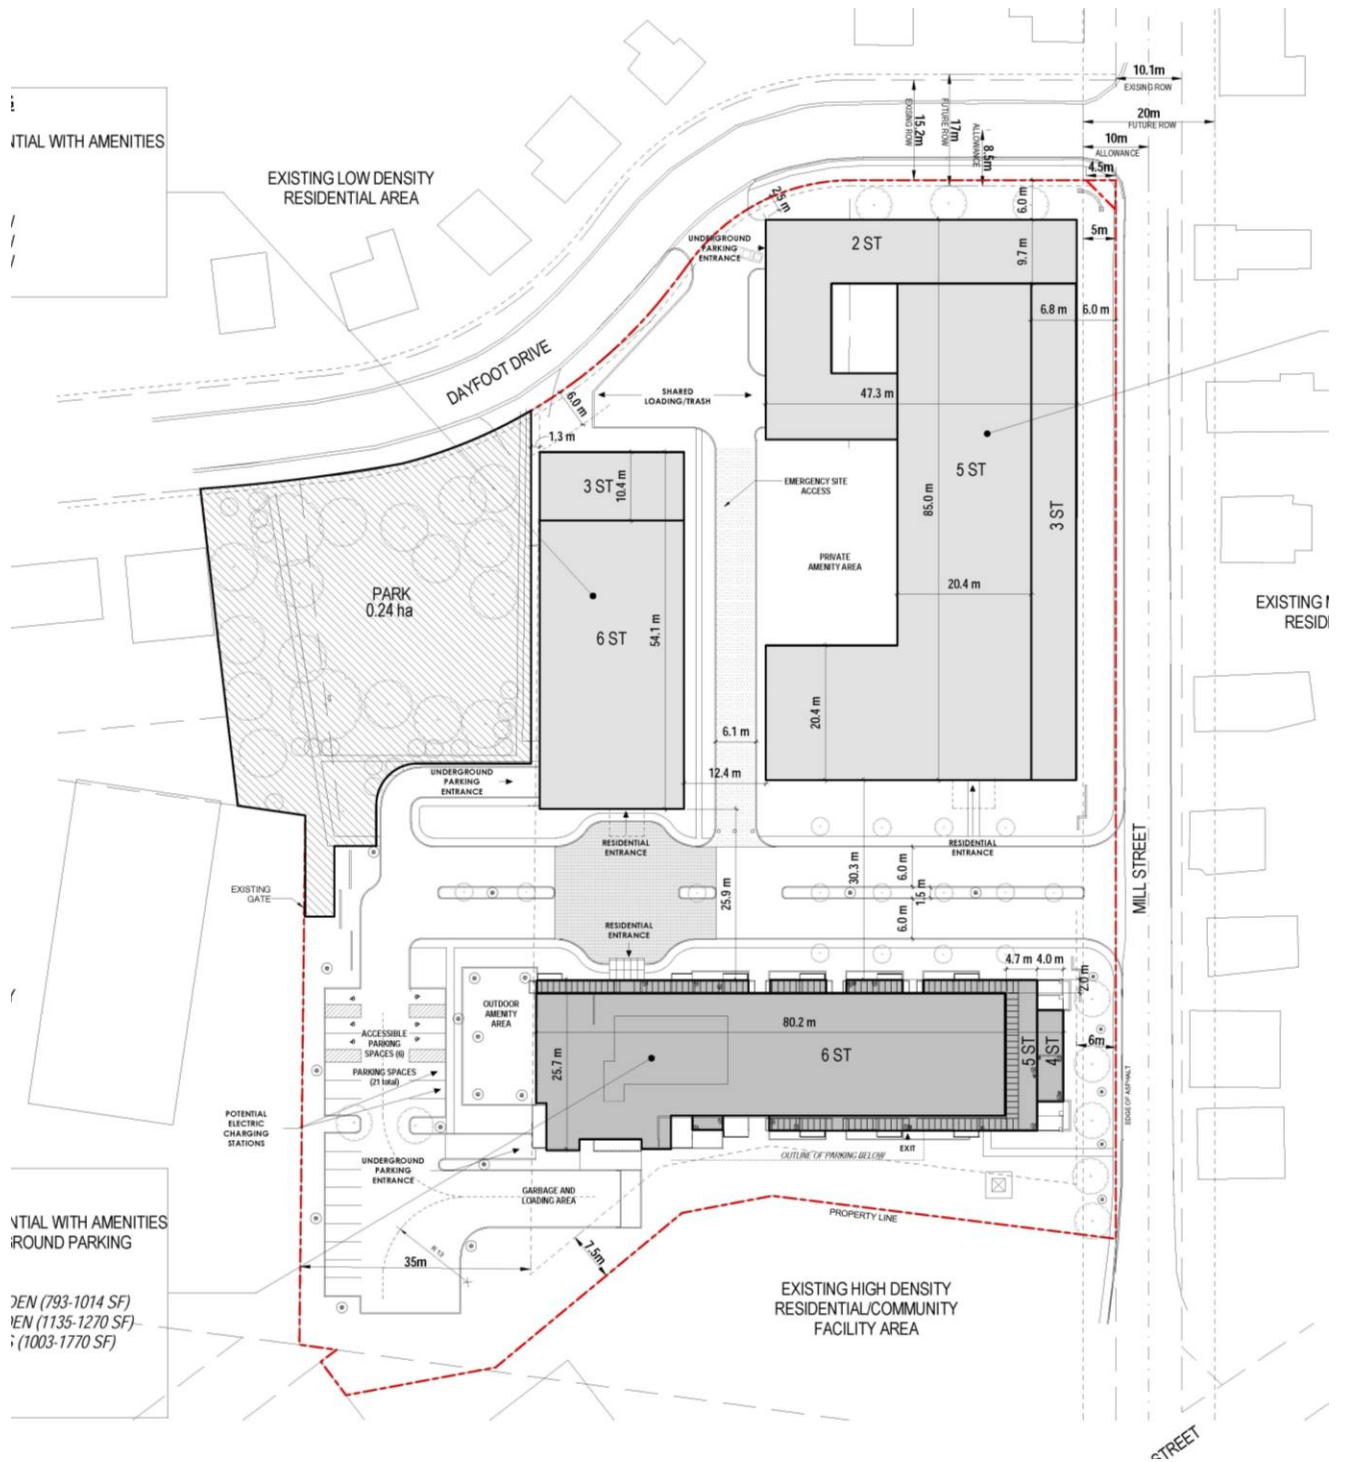 NTIAL WITH AMENITIES
EXISTING LOW DENSITY
RESIDENTIAL AREA
10.1m
EXISING ROW
20m
FUTURE ROW
10m
ALLOWANCE
4.5m
15.2m
EXISING ROW
17m
FUTURE ROW
8.5m
ALLOWANCE
2.5 m
6.0 m
5m
UNDERGROUND
PARKING
ENTRANCE
2 ST
9.7 m
6.8 m
6.0 m
DAYFOOT DRIVE
6.0 m
SHARED
LOADING/TRASH
47.3 m
1.3 m
3 ST
10.4 m
EMERGENCY SITE
ACCESS
5 ST
85.0 m
3 ST
PRIVATE
AMENITY AREA
20.4 m
PARK
0.24 ha
6 ST
54.1 m
EXISTING
RESID
20.4 m
6.1 m
12.4 m
UNDERGROUND
PARKING
ENTRANCE
RESIDENTIAL
ENTRANCE
RESIDENTIAL
ENTRANCE
MILL STREET
EXISTING
GATE
25.9 m
30.3 m
6.0 m
1.5 m
6.0 m
RESIDENTIAL
ENTRANCE
4.7 m
4.0 m
2.0 m
OUTDOOR
AMENITY
AREA
80.2 m
25.7 m
6 ST
5 ST
4 ST
6m
ACCESSIBLE
PARKING
SPACES (6)
PARKING SPACES
(21 total)
POTENTIAL
ELECTRIC
CHARGING
STATIONS
EDGE OF ASPHALT
EXIT
OUTLINE OF PARKING BELOW
UNDERGROUND
PARKING
ENTRANCE
GARBAGE AND
LOADING AREA
PROPERTY LINE
NTIAL WITH AMENITIES
GROUND PARKING
R 13
35m
7.5m
EXISTING HIGH DENSITY
RESIDENTIAL/COMMUNITY
FACILITY AREA
DEN (793-1014 SF)
DEN (1135-1270 SF)
(1003-1770 SF)
STREET